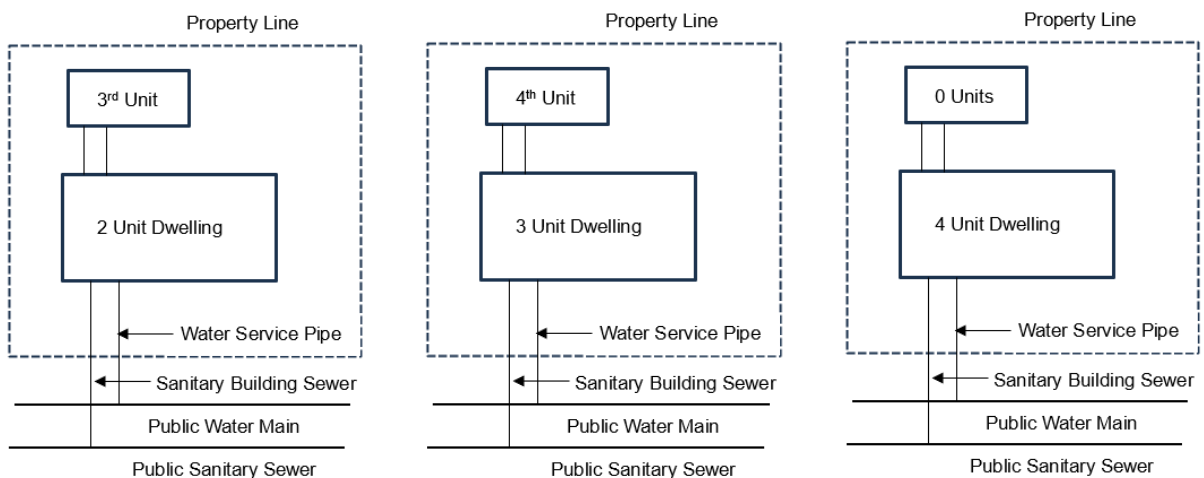 Property Line
3rd Unit
2 Unit Dwelling
Water Service Pipe
Sanitary Building Sewer
Public Water Main
Public Sanitary Sewer
Property Line
4th Unit
3 Unit Dwelling
Water Service Pipe
Sanitary Building Sewer
Public Water Main
Public Sanitary Sewer
Property Line
0 Units
4 Unit Dwelling
Water Service Pipe
Sanitary Building Sewer
Public Water Main
Public Sanitary Sewer